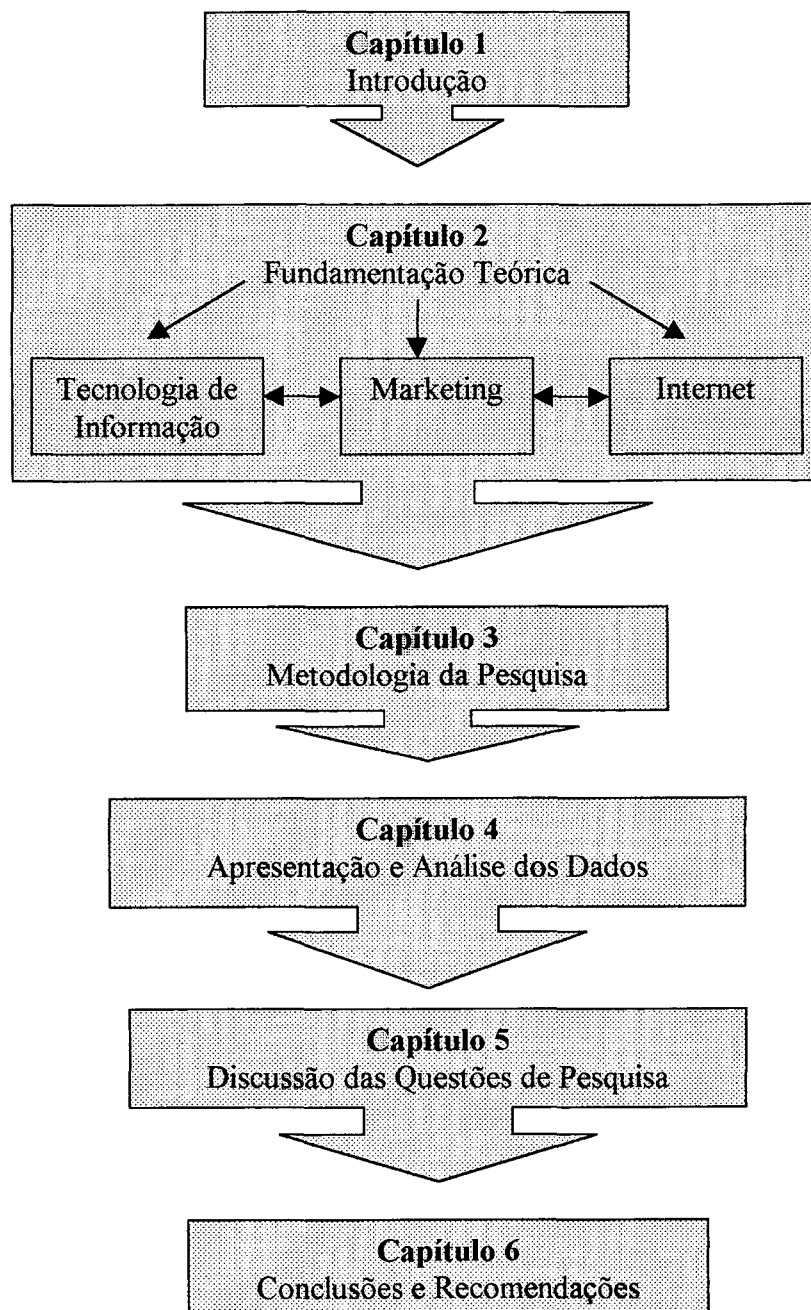 Capítulo 1
Introdução
Capítulo 2
Fundamentação Teórica
Tecnologia de
Informação
Marketing
Internet
Capítulo 3
Metodologia da Pesquisa
Capítulo 4
Apresentação e Análise dos Dados
Capítulo 5
Discussão das Questões de Pesquisa
Capítulo 6
Conclusões e Recomendações